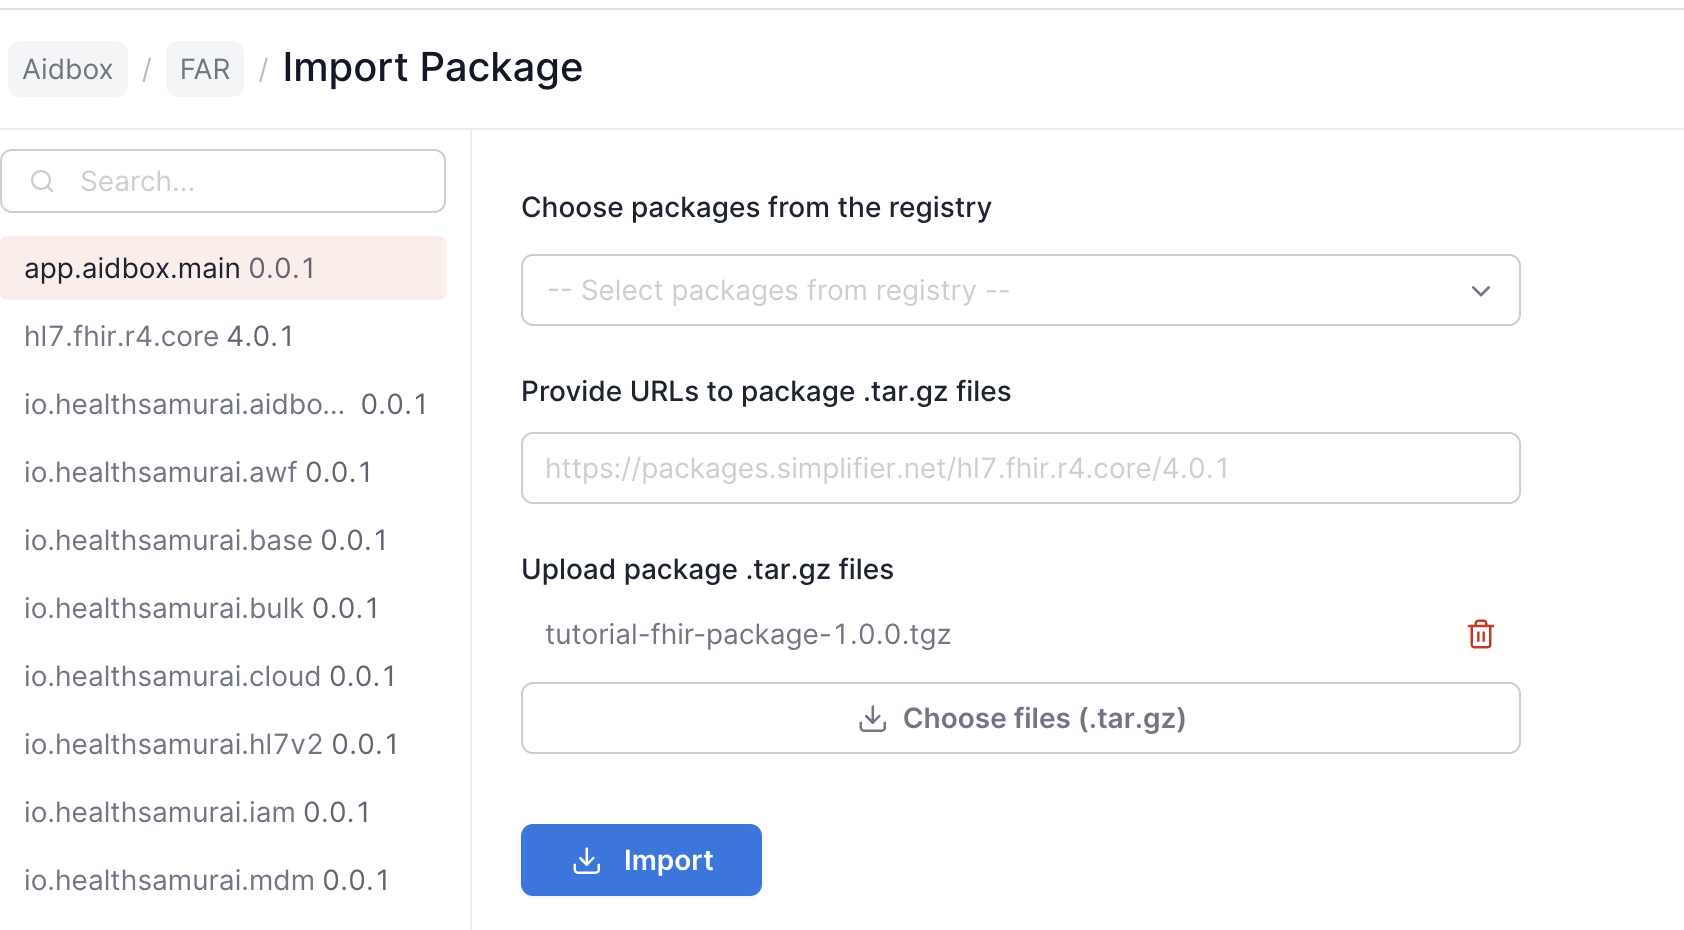 Aidbox / FAR / Import Package
Search...
app.aidbox.main 0.0.1
hl7.fhir.r4.core 4.0.1
io.healthsamurai.aidbo... 0.0.1
io.healthsamurai.awf 0.0.1
io.healthsamurai.base 0.0.1
io.healthsamurai.bulk 0.0.1
io.healthsamurai.cloud 0.0.1
io.healthsamurai.hl7v2 0.0.1
io.healthsamurai.iam 0.0.1
io.healthsamurai.mdm 0.0.1
Choose packages from the registry
-- Select packages from registry --
Provide URLs to package .tar.gz files
https://packages.simplifier.net/hl7.fhir.r4.core/4.0.1
Upload package .tar.gz files
tutorial-fhir-package-1.0.0.tgz
Choose files (.tar.gz)
Import